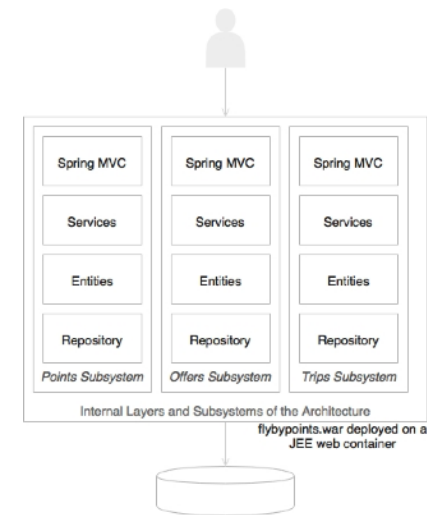 Spring MVC
Services
Entities
Repository
Points Subsystem
Spring MVC
Services
Entities
Repository
Offers Subsystem
Spring MVC
Services
Entities
Repository
Trips Subsystem
Internal Layers and Subsystems of the Architecture
flybypoints.war deployed on a
JEE web container